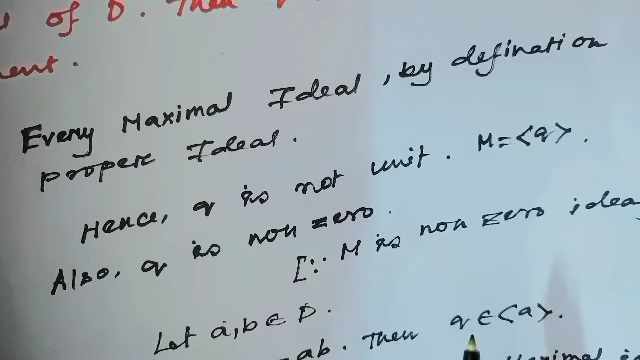 of D. Then
ment.
Every Maximal Ideal, by defination
proper Ideal.
Hence, q is not unit. M = <q>.
Also, q is non zero.
[∵ M is non zero idea
Let a, b ∈ D.
ab. Then q ∈ <a>.